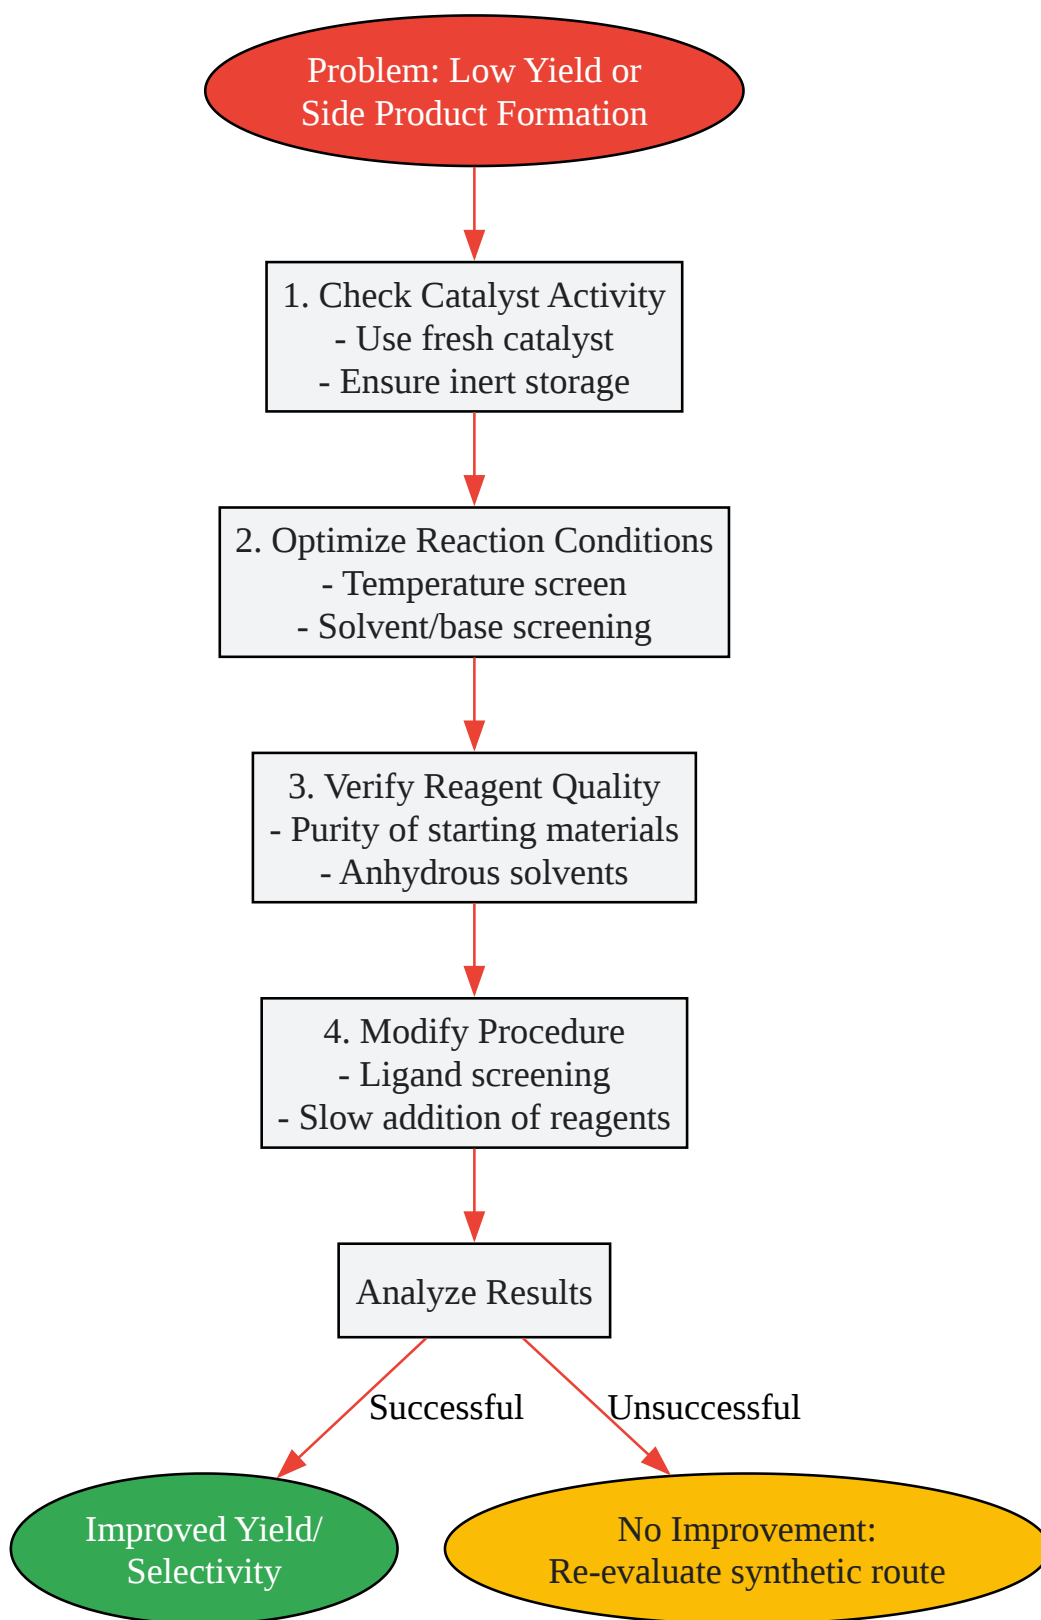 Problem: Low Yield or
Side Product Formation
1. Check Catalyst Activity
- Use fresh catalyst
- Ensure inert storage
2. Optimize Reaction Conditions
- Temperature screen
- Solvent/base screening
3. Verify Reagent Quality
- Purity of starting materials
- Anhydrous solvents
4. Modify Procedure
- Ligand screening
- Slow addition of reagents
Analyze Results
Successful
Unsuccessful
Improved Yield/
Selectivity
No Improvement:
Re-evaluate synthetic route